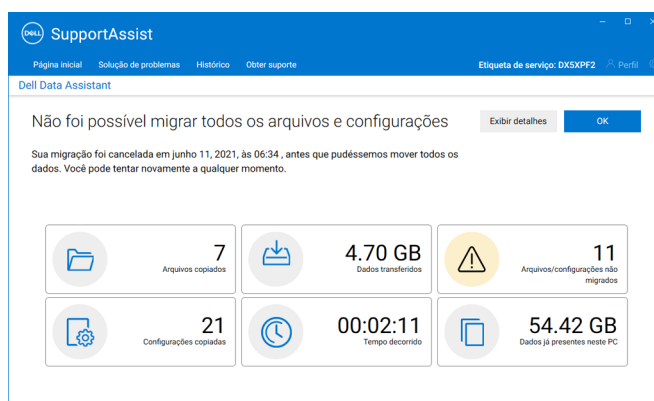 DELL SupportAssist
Página inicial Solução de problemas Histórico Obter suporte Etiqueta de serviço: DX5XPF2 Perfil
Dell Data Assistant
Não foi possível migrar todos os arquivos e configurações Exibir detalhes OK
Sua migração foi cancelada em junho 11, 2021, às 06:34 , antes que pudéssemos mover todos os
dados. Você pode tentar novamente a qualquer momento.
7
Arquivos copiados
4.70 GB
Dados transferidos
11
Arquivos/configurações não
migrados
21
Configurações copiadas
00:02:11
Tempo decorrido
54.42 GB
Dados já presentes neste PC